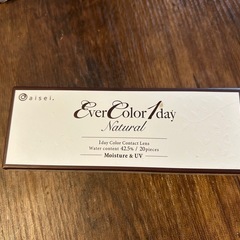 aisei.
EverColor1day
Natural
1day Color Contact Lens
Water content 42.5% / 20pieces
Moisture & UV